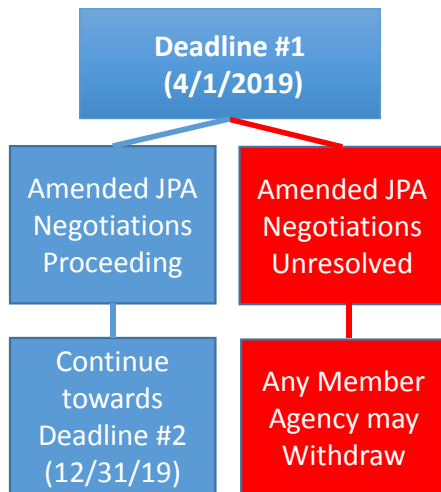 Deadline #1
(4/1/2019)
Amended JPA
Negotiations
Proceeding
Amended JPA
Negotiations
Unresolved
Continue
towards
Deadline #2
(12/31/19)
Any Member
Agency may
Withdraw